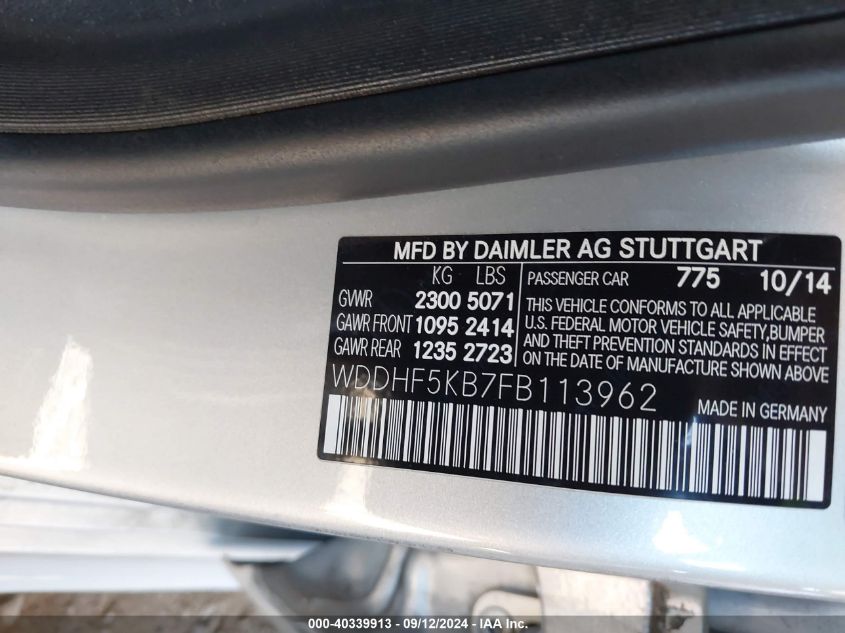 MFD BY DAIMLER AG STUTTGART
KG LBS
GVWR 2300 5071
GAWR FRONT 1095 2414
GAWR REAR 1235 2723
PASSENGER CAR 775 10/14
THIS VEHICLE CONFORMS TO ALL APPLICABLE
U.S. FEDERAL MOTOR VEHICLE SAFETY,BUMPER
AND THEFT PREVENTION STANDARDS IN EFFECT
ON THE DATE OF MANUFACTURE SHOWN ABOVE
WDDHF5KB7FB113962
MADE IN GERMANY
000-40339913 - 09/12/2024 - IAA Inc.